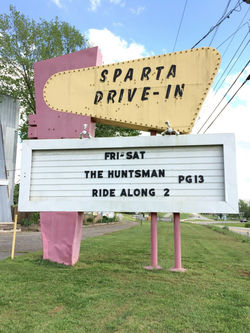 SPARTA
DRIVE-IN
FRI-SAT
THE HUNTSMAN
PG13
RIDE ALONG 2